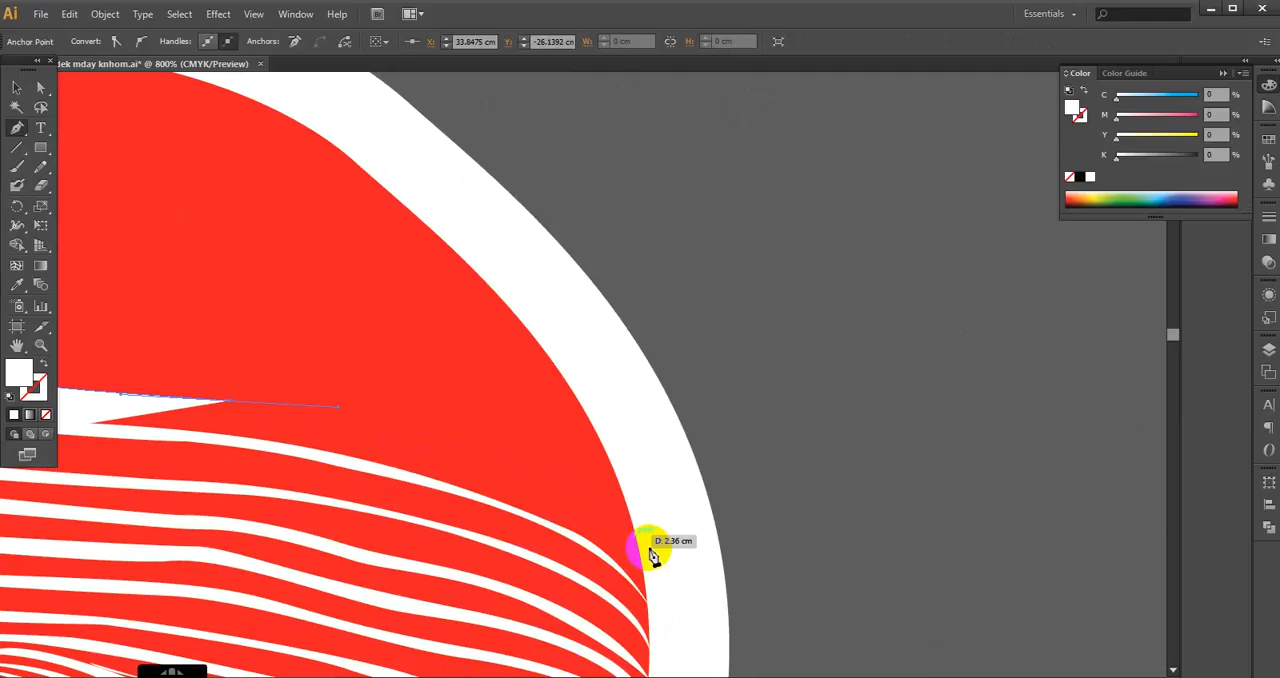 Ai File Edit Object Type Select Effect View Window Help Br Essentials
Anchor Point Convert: Handles: Anchors: X: 33.8475 cm Y: -26.1392 cm W: 0 cm H: 0 cm
dek mday knhom.ai* @ 800% (CMYK/Preview)
Color Color Guide
C 0 %
M 0 %
Y 0 %
K 0 %
T
D: 2.36 cm
A